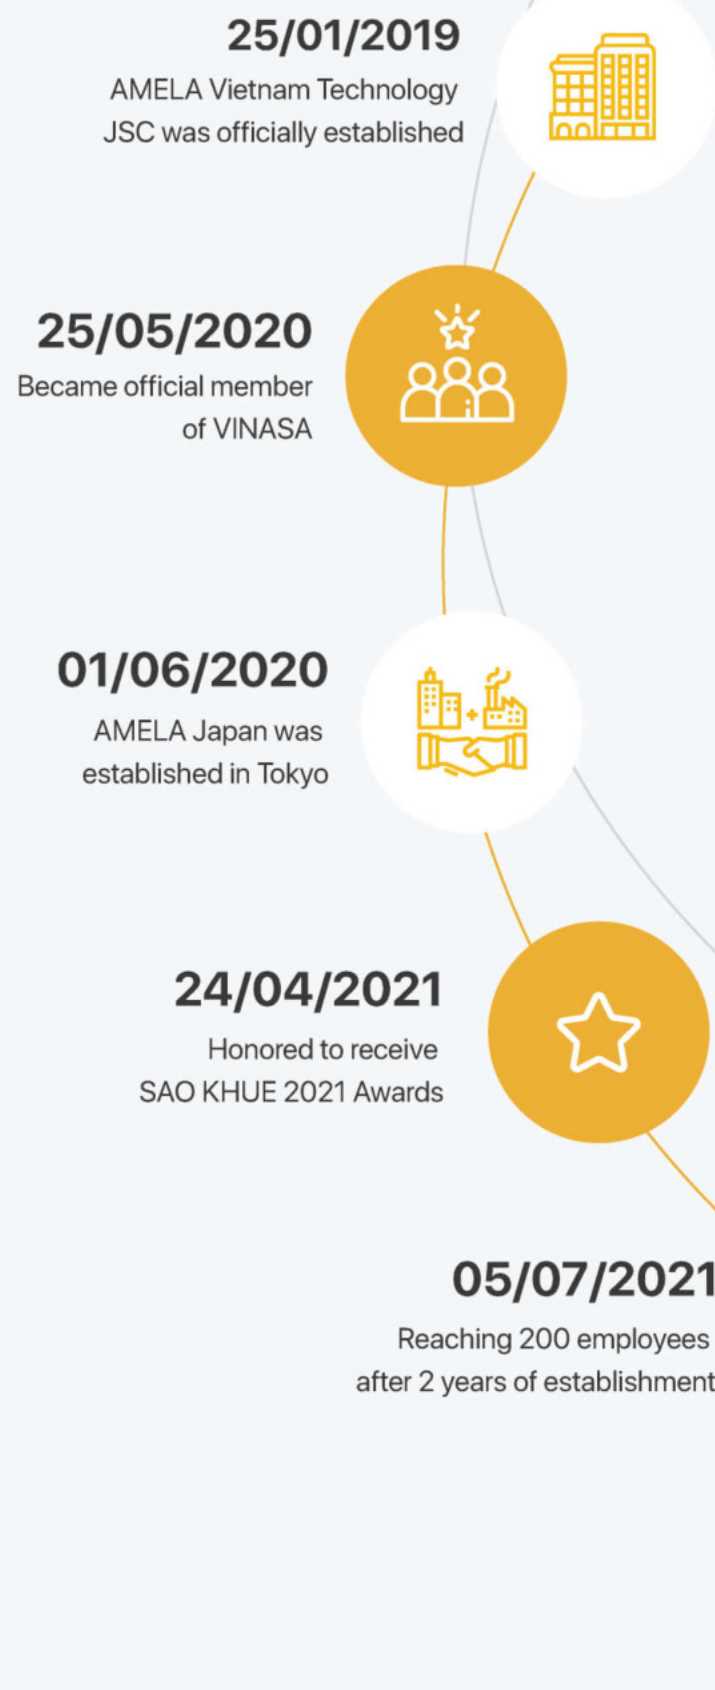 25/01/2019
AMELA Vietnam Technology
JSC was officially established
25/05/2020
Became official member
of VINASA
01/06/2020
AMELA Japan was
established in Tokyo
24/04/2021
Honored to receive
SAO KHUE 2021 Awards
05/07/2021
Reaching 200 employees
after 2 years of establishment